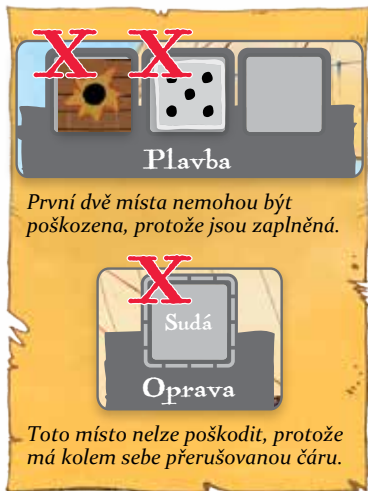 X X
Plavba
První dvě místa nemohou být
poškozena, protože jsou zaplněná.
X
Sudá
Oprava
Toto místo nelze poškodit, protože
má kolem sebe přerušovanou čáru.